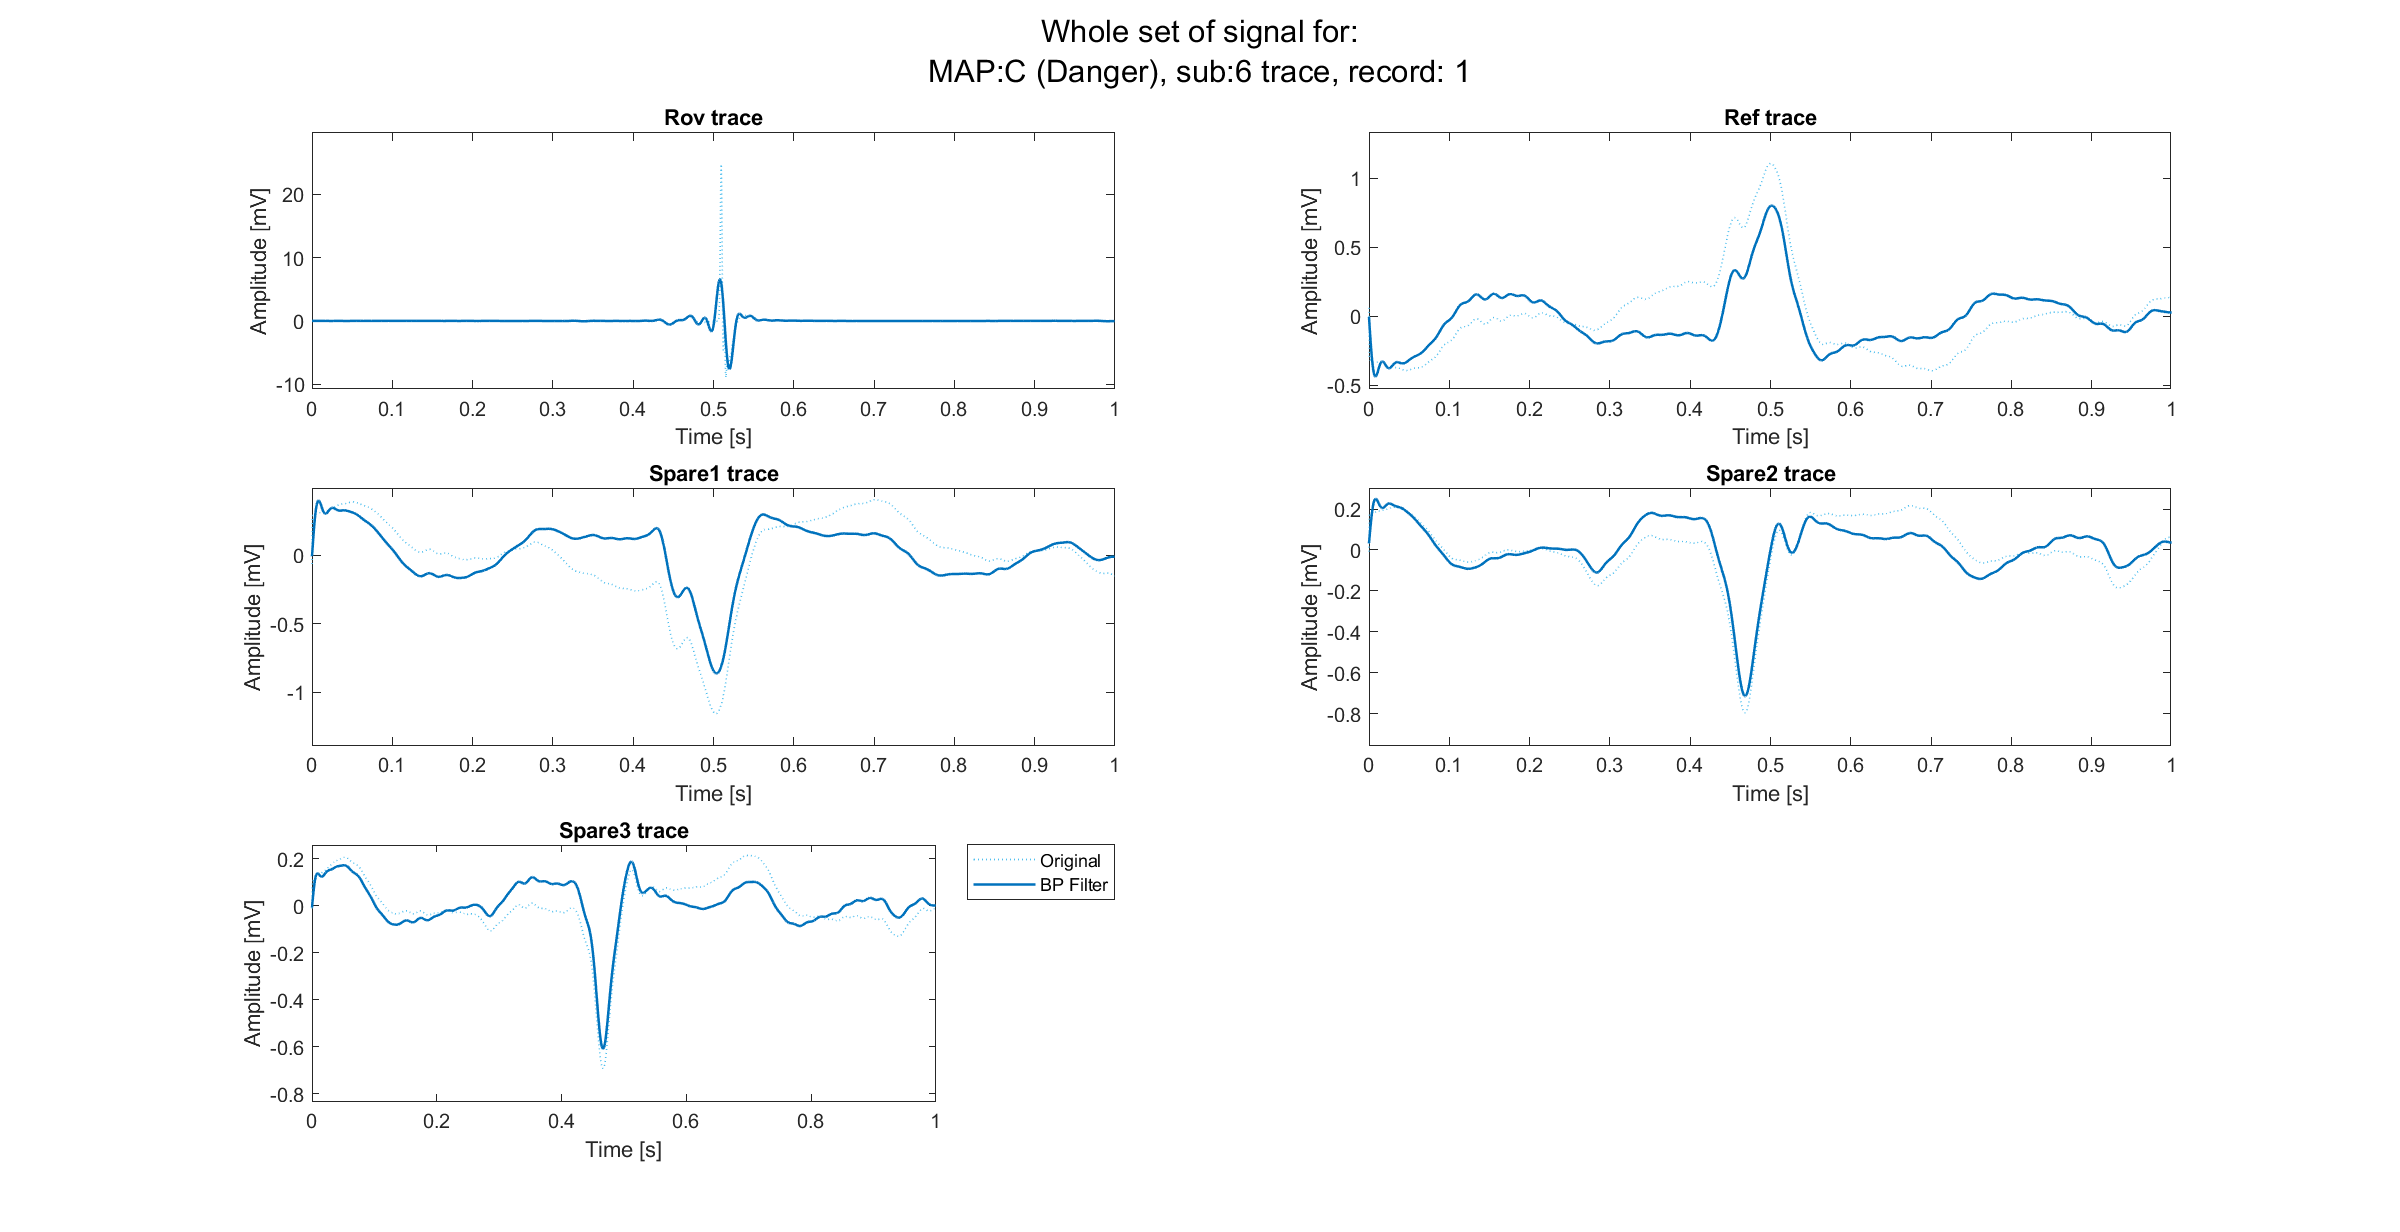 Whole set of signal for:
MAP:C (Danger), sub:6 trace, record: 1
Rov trace
Amplitude [mV]
20
10
0
-10
0 0.1 0.2 0.3 0.4 0.5 0.6 0.7 0.8 0.9 1
Time [s]
Ref trace
Amplitude [mV]
1
0.5
0
-0.5
0 0.1 0.2 0.3 0.4 0.5 0.6 0.7 0.8 0.9 1
Time [s]
Spare1 trace
Amplitude [mV]
0
-0.5
-1
0 0.1 0.2 0.3 0.4 0.5 0.6 0.7 0.8 0.9 1
Time [s]
Spare2 trace
Amplitude [mV]
0.2
0
-0.2
-0.4
-0.6
-0.8
0 0.1 0.2 0.3 0.4 0.5 0.6 0.7 0.8 0.9 1
Time [s]
Spare3 trace
Amplitude [mV]
0.2
0
-0.2
-0.4
-0.6
-0.8
0 0.2 0.4 0.6 0.8 1
Time [s]
Original
BP Filter